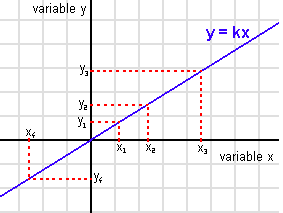 variable y
y = kx
y₃
y₂
y₁
x₄
x₁
x₂
x₃
variable x
y₄